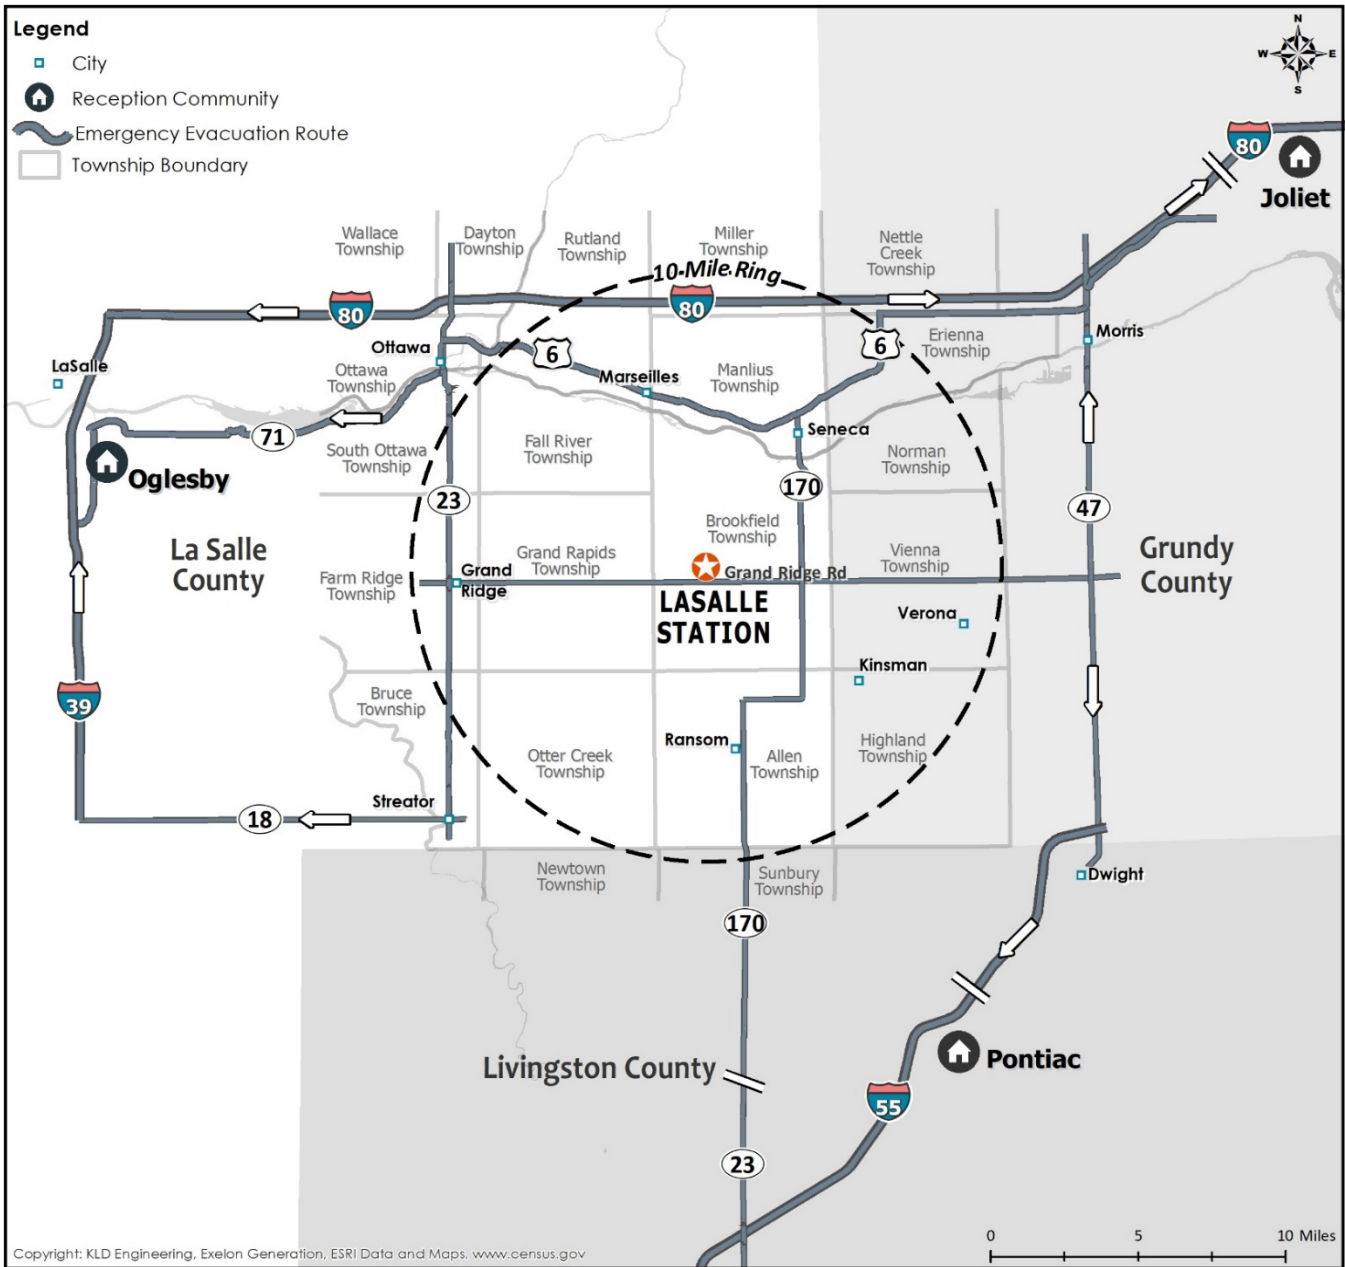 Legend
City
Reception Community
Emergency Evacuation Route
Township Boundary
N
W
E
S
80
Joliet
Wallace
Township
Dayton
Township
Rutland
Township
Miller
Township
Nettle
Creek
Township
10-Mile Ring
80
80
6
6
Erienna
Township
Morris
LaSalle
Ottawa
Ottawa
Township
Marseilles
Manlius
Township
71
Seneca
South Ottawa
Township
Fall River
Township
Norman
Township
Oglesby
23
170
47
La Salle
County
Brookfield
Township
Grand Rapids
Township
Vienna
Township
Grundy
County
Farm Ridge
Township
Grand
Ridge
Grand Ridge Rd
LASALLE
STATION
Verona
Kinsman
39
Bruce
Township
Ransom
Otter Creek
Township
Allen
Township
Highland
Township
Streator
18
Newtown
Township
Sunbury
Township
Dwight
170
Livingston County
Pontiac
55
23
0 5 10 Miles
Copyright: KLD Engineering, Exelon Generation, ESRI Data and Maps, www.census.gov